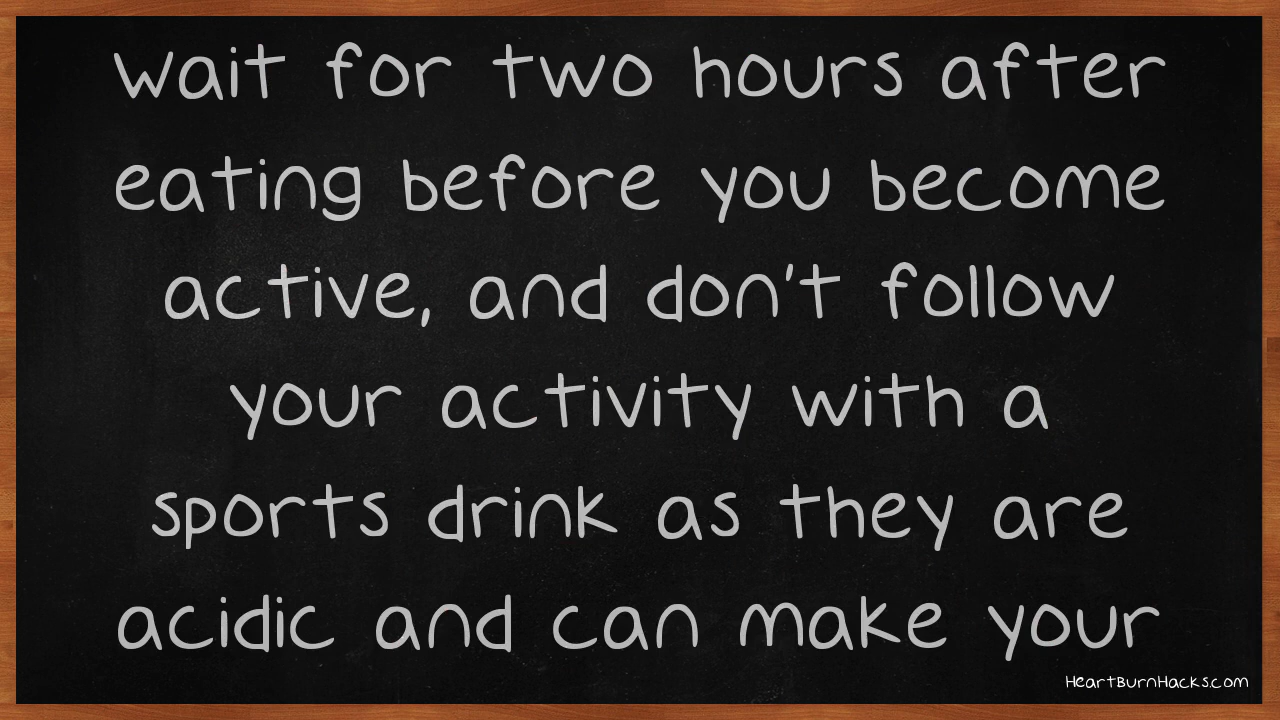 Wait for two hours after
eating before you become
active, and don't follow
your activity with a
sports drink as they are
acidic and can make your
HeartBurnHacks.com